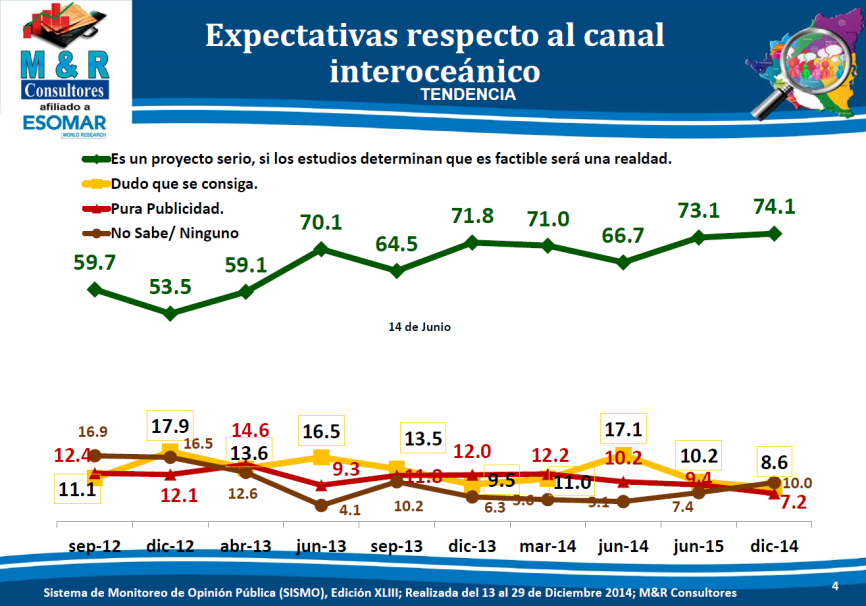 Expectativas respecto al canal
interoceánico
TENDENCIA
M & R
Consultores
afiliado a
ESOMAR
WORLD RESEARCH
Es un proyecto serio, si los estudios determinan que es factible será una realdad.
Dudo que se consiga.
Pura Publicidad.
No Sabe/ Ninguno
59.7 53.5 59.1 70.1 64.5 71.8 71.0 66.7 73.1 74.1
14 de Junio
11.1 17.9 13.6 16.5 13.5 9.5 11.0 17.1 10.2 8.6
12.4 12.1 14.6 9.3 11.8 12.0 12.2 10.2 9.4 7.2
16.9 16.5 12.6 4.1 10.2 6.3 7.4 10.0
sep-12 dic-12 abr-13 jun-13 sep-13 dic-13 mar-14 jun-14 jun-15 dic-14
Sistema de Monitoreo de Opinión Pública (SISMO), Edición XLIII; Realizada del 13 al 29 de Diciembre 2014; M&R Consultores
4